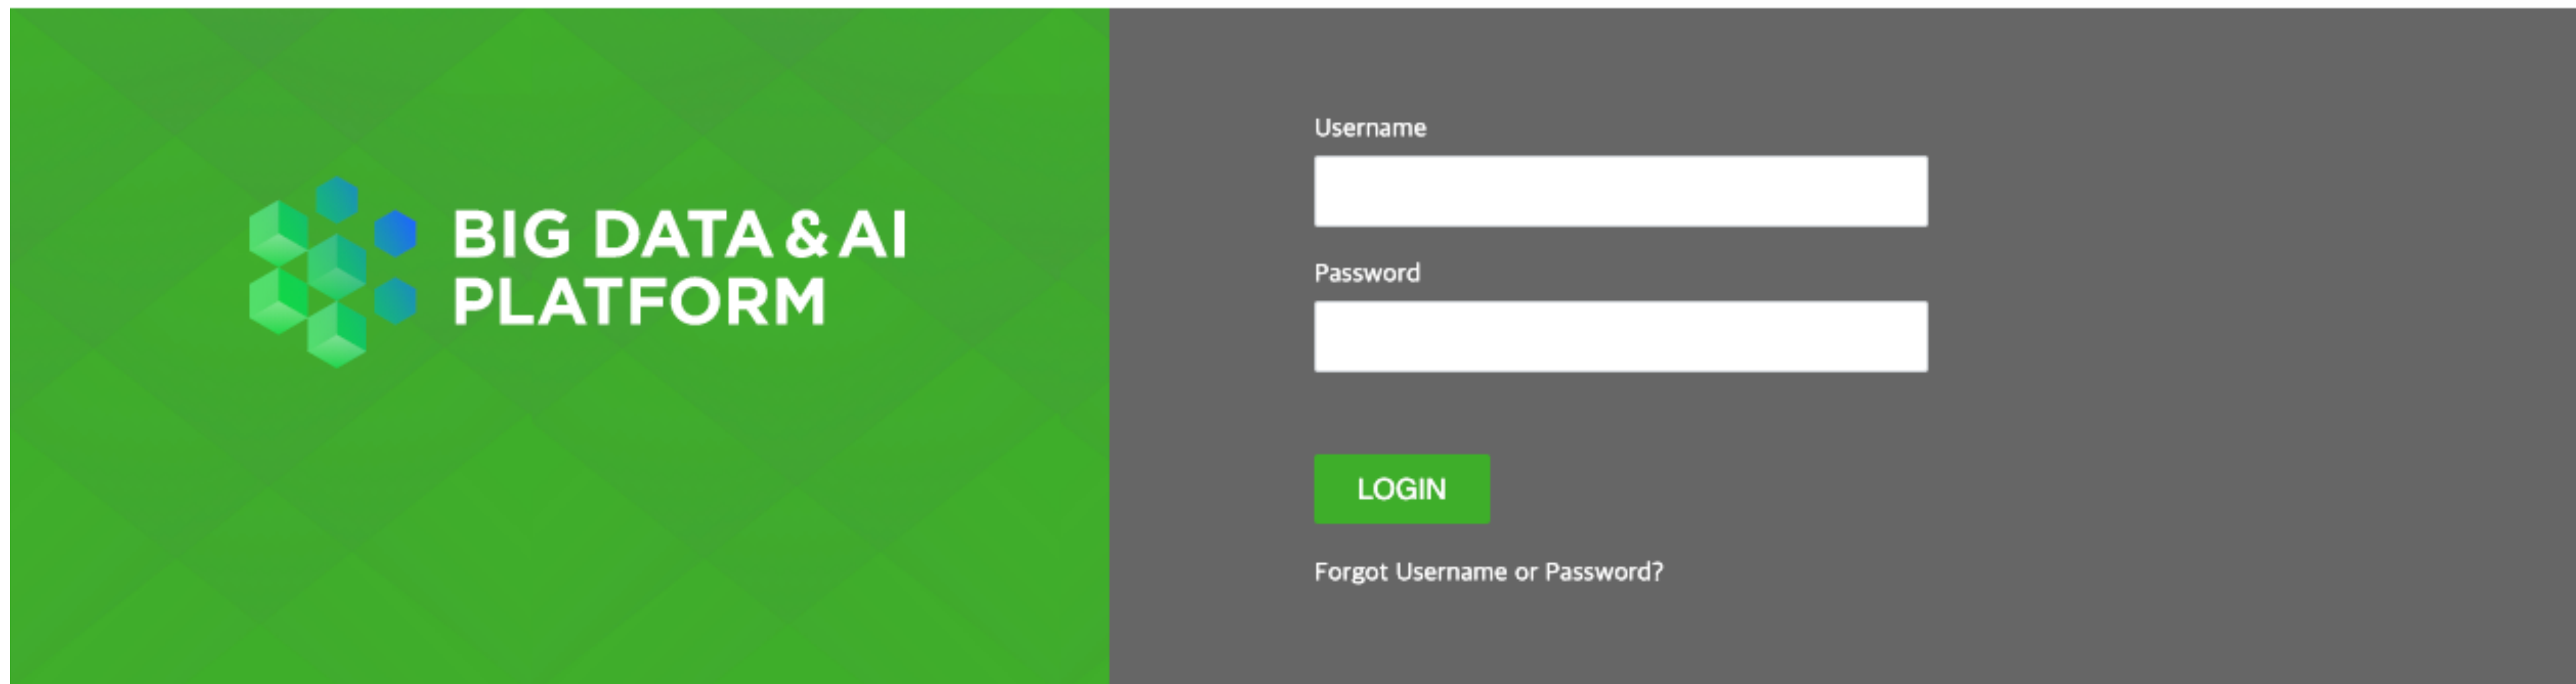 BIG DATA & AI
PLATFORM
Username
Password
LOGIN
Forgot Username or Password?